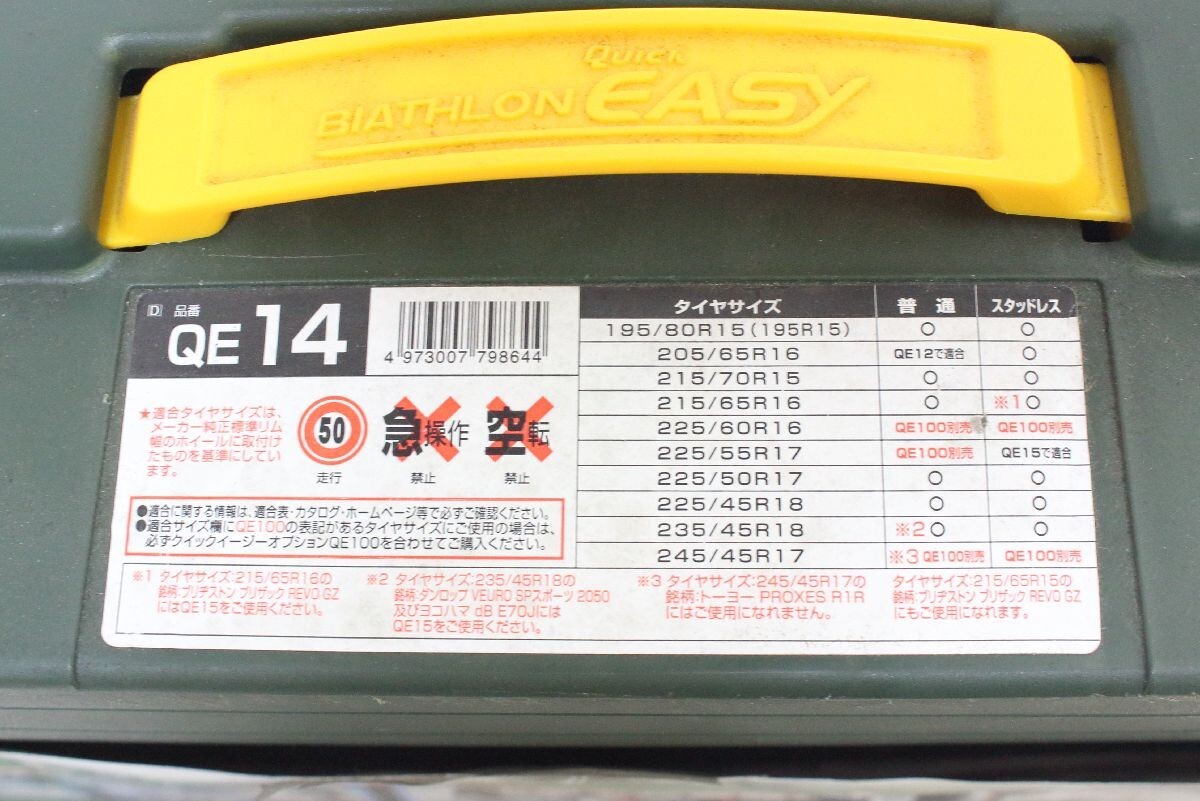 Quick
BIATHLON EASY
D 品番
QE14
4 973007 798644
★適合タイヤサイズは、
メーカー純正標準リム
幅のホイールに取付け
たものを基準にしてい
ます。
50
走行
急操作
禁止
空転
禁止
●適合に関する情報は、適合表・カタログ・ホームページ等で必ずご確認ください。
●適合サイズ欄にQE100の表記があるタイヤサイズにご使用の場合は、
必ずクイックイージーオプションQE100を合わせてご購入ください。
タイヤサイズ 普通 スタッドレス
195/80R15(195R15) ○ ○
205/65R16 QE12で適合 ○
215/70R15 ○ ○
215/65R16 ○ ※1○
225/60R16 QE100別売 QE100別売
225/55R17 QE100別売 QE15で適合
225/50R17 ○ ○
225/45R18 ○ ○
235/45R18 ※2○ ○
245/45R17 ※3 QE100別売 QE100別売
※1 タイヤサイズ:215/65R16の
銘柄:ブリヂストン ブリザック REVO GZ
にはQE15をご使用ください。
※2 タイヤサイズ:235/45R18の
銘柄:ダンロップ VEURO SPスポーツ 2050
及びヨコハマ dB E70Jには
QE15をご使用ください。
※3 タイヤサイズ:245/45R17の
銘柄:トーヨー PROXES R1R
にはご使用になれません。
タイヤサイズ:215/65R15の
銘柄:ブリヂストン ブリザック REVO GZ
にもご使用になれます。